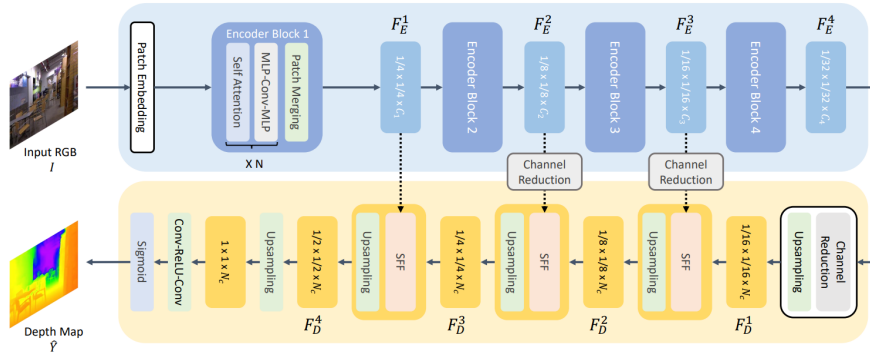 Input RGB
I
Patch Embedding
Encoder Block 1
Self Attention
MLP-Conv-MLP
Patch Merging
X N
F_E^1
1/4 x 1/4 x C_1
Encoder Block 2
F_E^2
1/8 x 1/8 x C_2
Encoder Block 3
F_E^3
1/16 x 1/16 x C_3
Encoder Block 4
F_E^4
1/32 x 1/32 x C_4
Channel
Reduction
Channel
Reduction
Depth Map
Ŷ
Sigmoid
Conv-ReLU-Conv
1 x 1 x N_c
Upsampling
1/2 x 1/2 x N_c
F_D^4
Upsampling
SFF
1/4 x 1/4 x N_c
F_D^3
Upsampling
SFF
1/8 x 1/8 x N_c
F_D^2
Upsampling
SFF
1/16 x 1/16 x N_c
F_D^1
Upsampling
Channel
Reduction